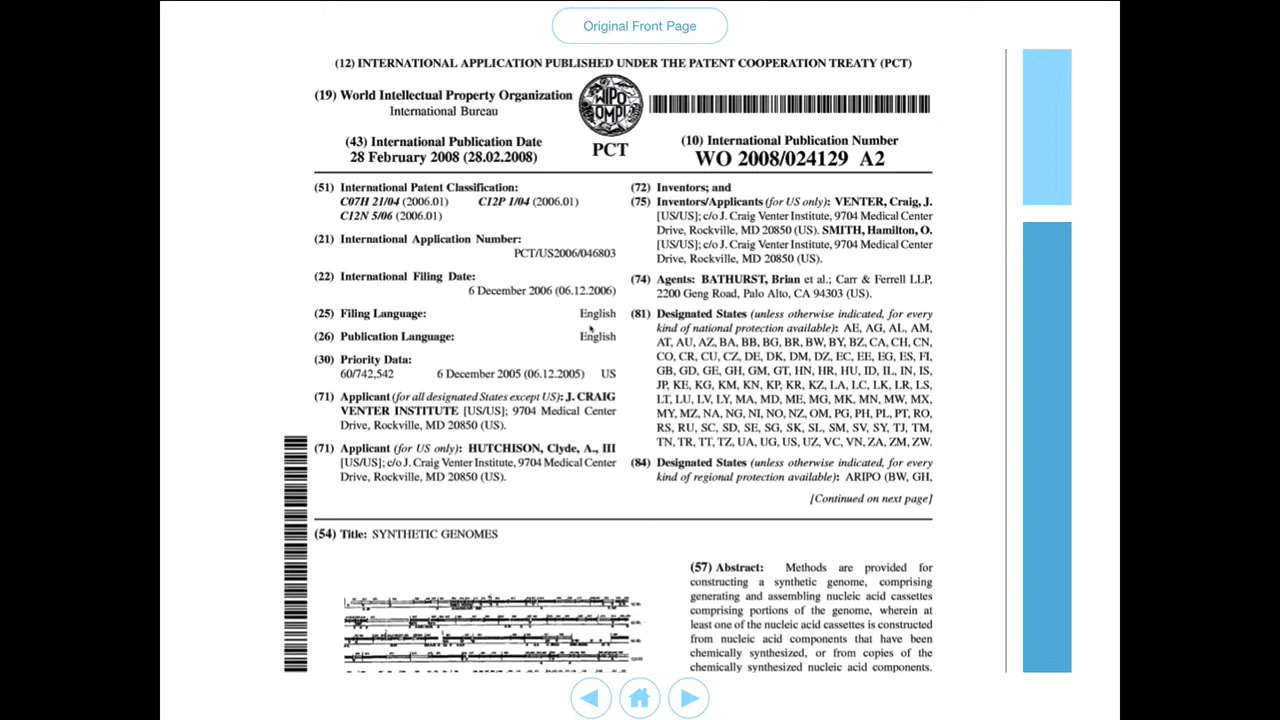 Original Front Page
(12) INTERNATIONAL APPLICATION PUBLISHED UNDER THE PATENT COOPERATION TREATY (PCT)
(19) World Intellectual Property Organization
International Bureau
WIPO
OMPI
(43) International Publication Date
28 February 2008 (28.02.2008)
PCT
(10) International Publication Number
WO 2008/024129 A2
(51) International Patent Classification:
C07H 21/04 (2006.01) C12P 1/04 (2006.01)
C12N 5/06 (2006.01)
(21) International Application Number:
PCT/US2006/046803
(22) International Filing Date:
6 December 2006 (06.12.2006)
(25) Filing Language: English
(26) Publication Language: English
(30) Priority Data:
60/742,542 6 December 2005 (06.12.2005) US
(71) Applicant (for all designated States except US): J. CRAIG
VENTER INSTITUTE [US/US]; 9704 Medical Center
Drive, Rockville, MD 20850 (US).
(71) Applicant (for US only): HUTCHISON, Clyde, A., III
[US/US]; c/o J. Craig Venter Institute, 9704 Medical Center
Drive, Rockville, MD 20850 (US).
(72) Inventors; and
(75) Inventors/Applicants (for US only): VENTER, Craig, J.
[US/US]; c/o J. Craig Venter Institute, 9704 Medical Center
Drive, Rockville, MD 20850 (US). SMITH, Hamilton, O.
[US/US]; c/o J. Craig Venter Institute, 9704 Medical Center
Drive, Rockville, MD 20850 (US).
(74) Agents: BATHURST, Brian et al.; Carr & Ferrell LLP,
2200 Geng Road, Palo Alto, CA 94303 (US).
(81) Designated States (unless otherwise indicated, for every
kind of national protection available): AE, AG, AL, AM,
AT, AU, AZ, BA, BB, BG, BR, BW, BY, BZ, CA, CH, CN,
CO, CR, CU, CZ, DE, DK, DM, DZ, EC, EE, EG, ES, FI,
GB, GD, GE, GH, GM, GT, HN, HR, HU, ID, IL, IN, IS,
JP, KE, KG, KM, KN, KP, KR, KZ, LA, LC, LK, LR, LS,
LT, LU, LV, LY, MA, MD, ME, MG, MK, MN, MW, MX,
MY, MZ, NA, NG, NI, NO, NZ, OM, PG, PH, PL, PT, RO,
RS, RU, SC, SD, SE, SG, SK, SL, SM, SV, SY, TJ, TM,
TN, TR, TT, TZ, UA, UG, US, UZ, VC, VN, ZA, ZM, ZW.
(84) Designated States (unless otherwise indicated, for every
kind of regional protection available): ARIPO (BW, GH,
[Continued on next page]
(54) Title: SYNTHETIC GENOMES
(57) Abstract: Methods are provided for
constructing a synthetic genome, comprising
generating and assembling nucleic acid cassettes
comprising portions of the genome, wherein at
least one of the nucleic acid cassettes is constructed
from nucleic acid components that have been
chemically synthesized, or from copies of the
chemically synthesized nucleic acid components.